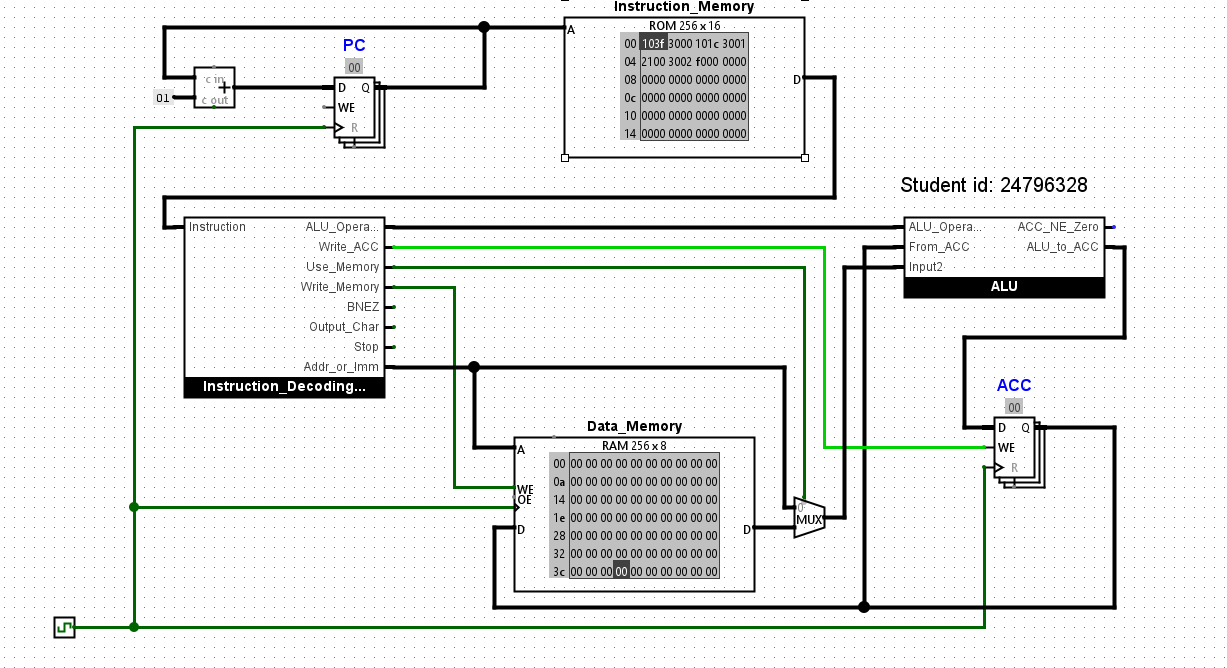 Instruction_Memory
ROM 256 x 16
A
00 103f 3000 101c 3001
04 2100 3002 f000 0000
08 0000 0000 0000 0000
0c 0000 0000 0000 0000
10 0000 0000 0000 0000
14 0000 0000 0000 0000
D
PC
00
c in
+
c out
01
D Q
WE
R
Student id: 24796328
Instruction
ALU_Opera...
Write_ACC
Use_Memory
Write_Memory
BNEZ
Output_Char
Stop
Addr_or_Imm
Instruction_Decoding...
ALU_Opera...
ACC_NE_Zero
From_ACC
ALU_to_ACC
Input2
ALU
ACC
00
D Q
WE
R
Data_Memory
RAM 256 x 8
A
00 00 00 00 00 00 00 00 00 00 00
0a 00 00 00 00 00 00 00 00 00 00
14 00 00 00 00 00 00 00 00 00 00
1e 00 00 00 00 00 00 00 00 00 00
28 00 00 00 00 00 00 00 00 00 00
32 00 00 00 00 00 00 00 00 00 00
3c 00 00 00 00 00 00 00 00 00 00
WE
OE
D
D
0
MUX